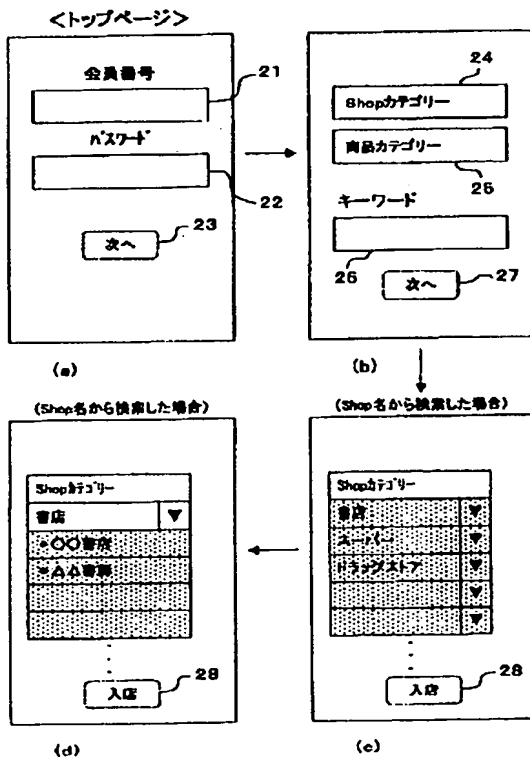 <トップページ>
会員番号
21
パスワード
22
次へ
23
(a)
24
Shopカテゴリー
商品カテゴリー
25
キーワード
26
次へ
27
(b)
(Shop名から検索した場合)
Shopカテゴリー
書店
▼
●○○書店
●△△書店
入店
28
(d)
(Shop名から検索した場合)
Shopカテゴリー
書店 ▼
スーパー ▼
ドラッグストア ▼
▼
▼
入店
28
(c)